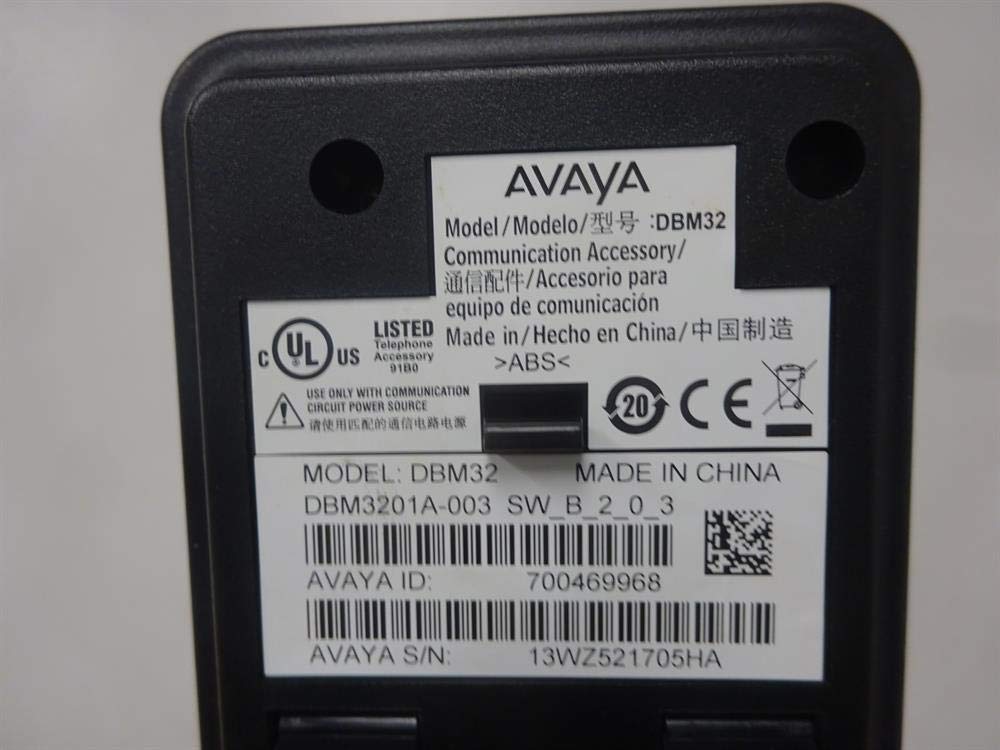 AVAYA
Model/Modelo/型号 :DBM32
Communication Accessory/
通信配件/Accesorio para
equipo de comunicación
Made in/Hecho en China/中国制造
>ABS<
C UL ® US
LISTED
Telephone
Accessory
91B0
USE ONLY WITH COMMUNICATION
CIRCUIT POWER SOURCE
请使用匹配的通信电路电源
20
CE
MODEL: DBM32 MADE IN CHINA
DBM3201A-003 SW_B_2_0_3
AVAYA ID: 700469968
AVAYA S/N: 13WZ521705HA